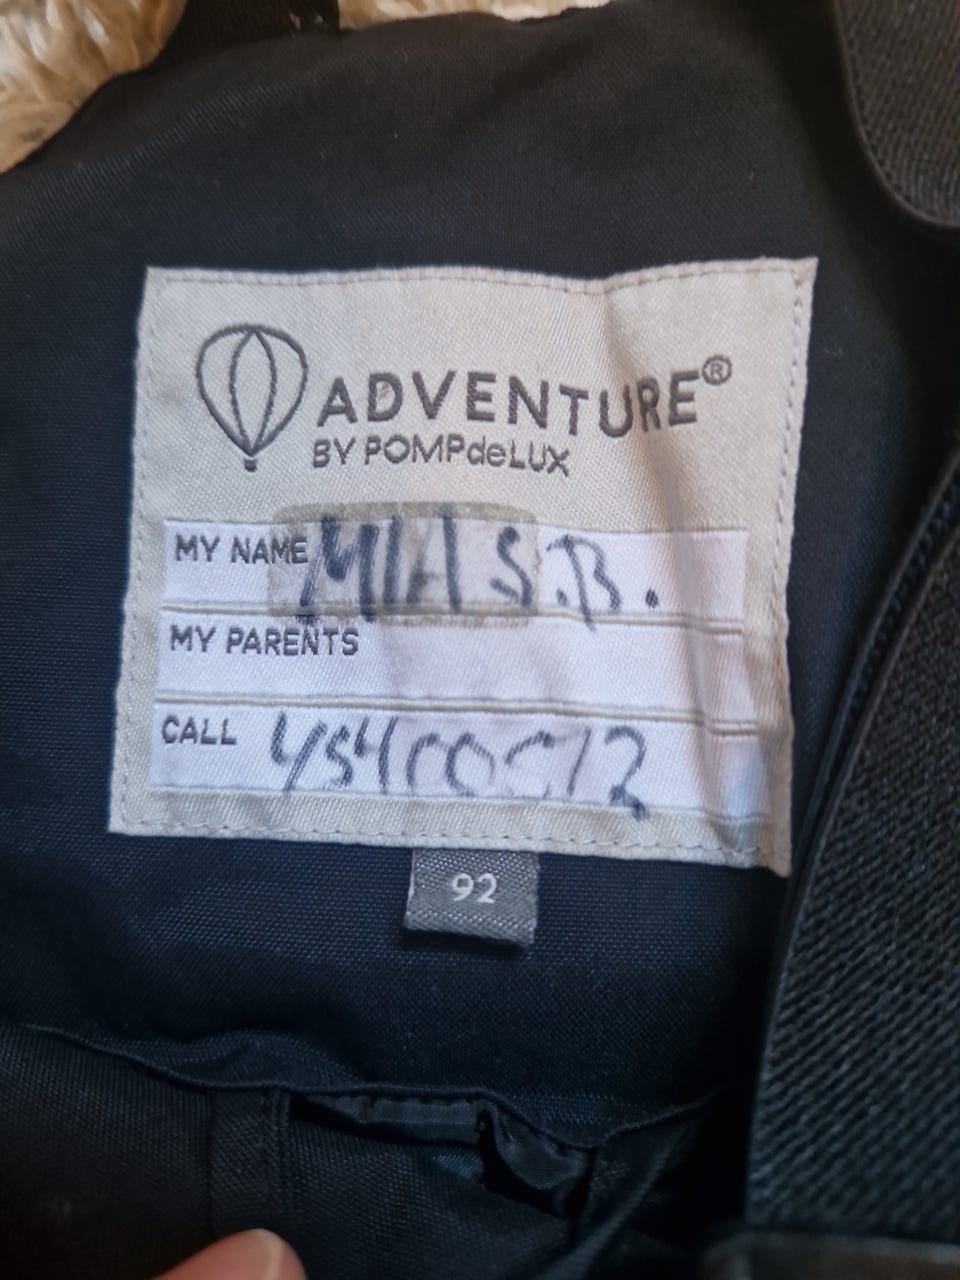 ADVENTURE®
BY POMPdeLUX
MY NAME MIA S.B.
MY PARENTS
CALL
92